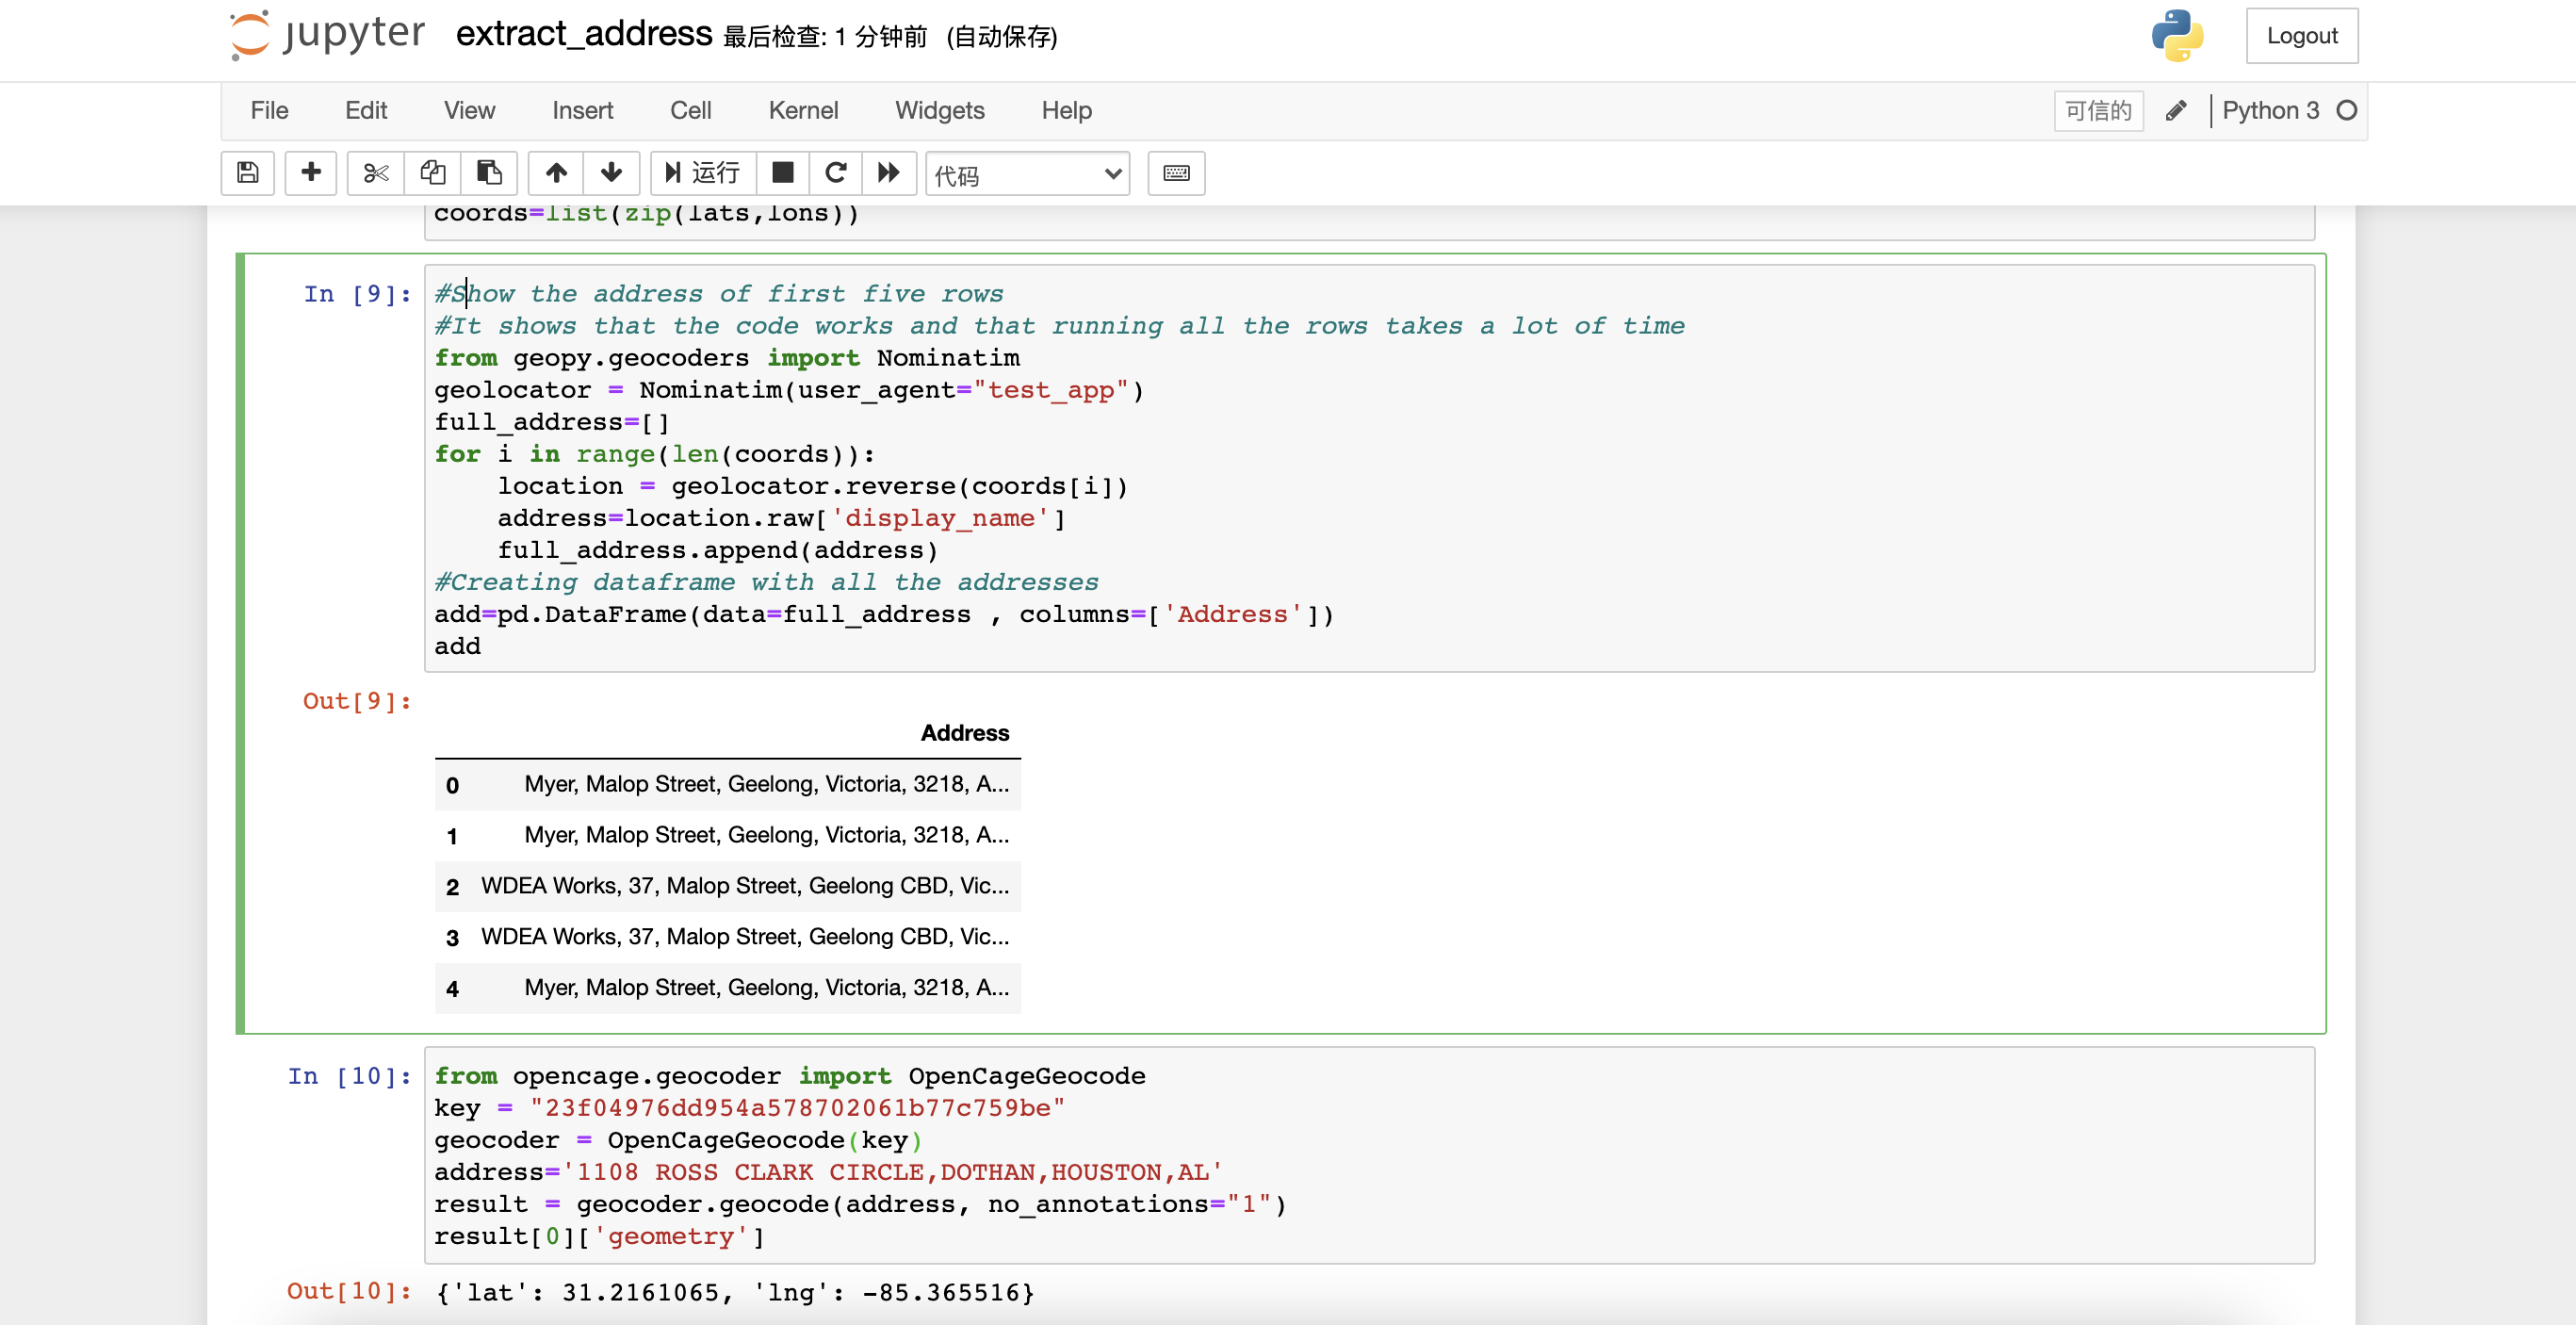 jupyter extract_address 最后检查: 1 分钟前 (自动保存)
Logout
File Edit View Insert Cell Kernel Widgets Help
可信的 Python 3
运行 代码
coords=list(zip(lats,lons))
In [9]:
#Show the address of first five rows
#It shows that the code works and that running all the rows takes a lot of time
from geopy.geocoders import Nominatim
geolocator = Nominatim(user_agent="test_app")
full_address=[]
for i in range(len(coords)):
    location = geolocator.reverse(coords[i])
    address=location.raw['display_name']
    full_address.append(address)
#Creating dataframe with all the addresses
add=pd.DataFrame(data=full_address , columns=['Address'])
add
Out[9]:
Address
0 Myer, Malop Street, Geelong, Victoria, 3218, A...
1 Myer, Malop Street, Geelong, Victoria, 3218, A...
2 WDEA Works, 37, Malop Street, Geelong CBD, Vic...
3 WDEA Works, 37, Malop Street, Geelong CBD, Vic...
4 Myer, Malop Street, Geelong, Victoria, 3218, A...
In [10]:
from opencage.geocoder import OpenCageGeocode
key = "23f04976dd954a578702061b77c759be"
geocoder = OpenCageGeocode(key)
address='1108 ROSS CLARK CIRCLE,DOTHAN,HOUSTON,AL'
result = geocoder.geocode(address, no_annotations="1")
result[0]['geometry']
Out[10]: {'lat': 31.2161065, 'lng': -85.365516}